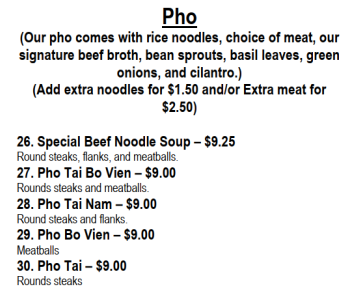 Pho
(Our pho comes with rice noodles, choice of meat, our
signature beef broth, bean sprouts, basil leaves, green
onions, and cilantro.)
(Add extra noodles for $1.50 and/or Extra meat for
$2.50)
26. Special Beef Noodle Soup – $9.25
Round steaks, flanks, and meatballs.
27. Pho Tai Bo Vien – $9.00
Rounds steaks and meatballs.
28. Pho Tai Nam – $9.00
Round steaks and flanks.
29. Pho Bo Vien – $9.00
Meatballs
30. Pho Tai – $9.00
Rounds steaks